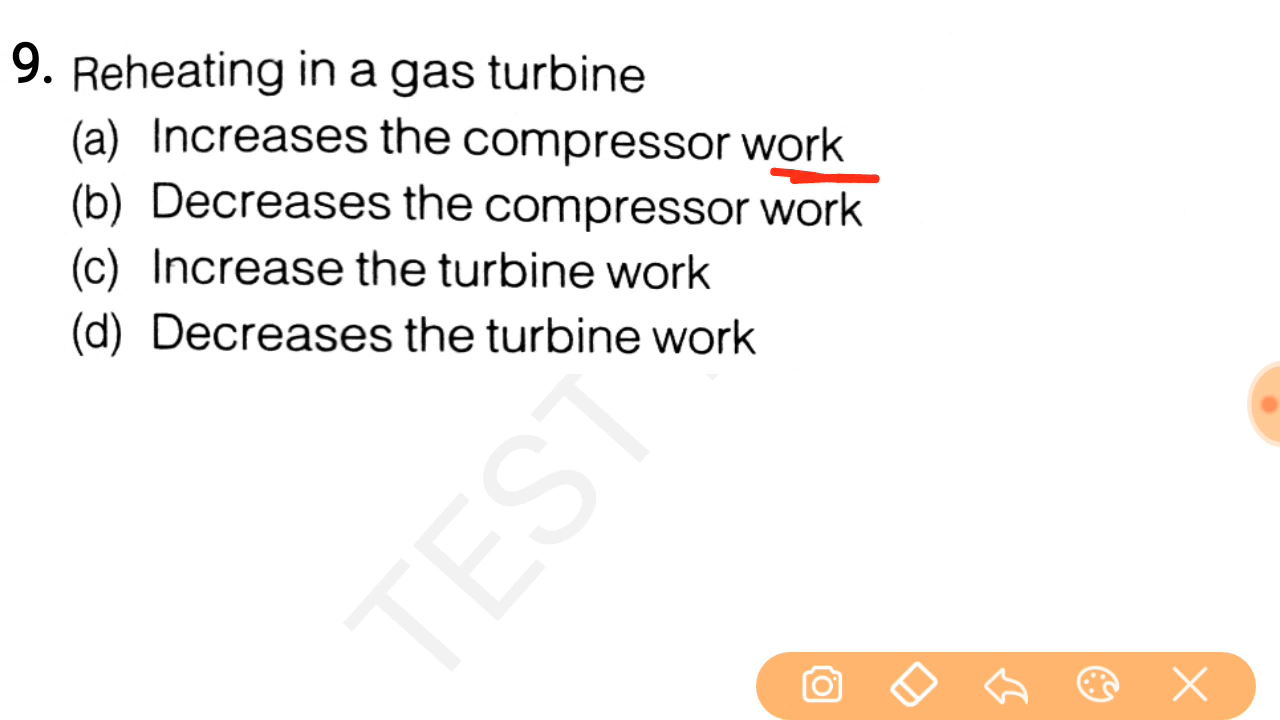 9. Reheating in a gas turbine
(a) Increases the compressor work
(b) Decreases the compressor work
(c) Increase the turbine work
(d) Decreases the turbine work
TEST